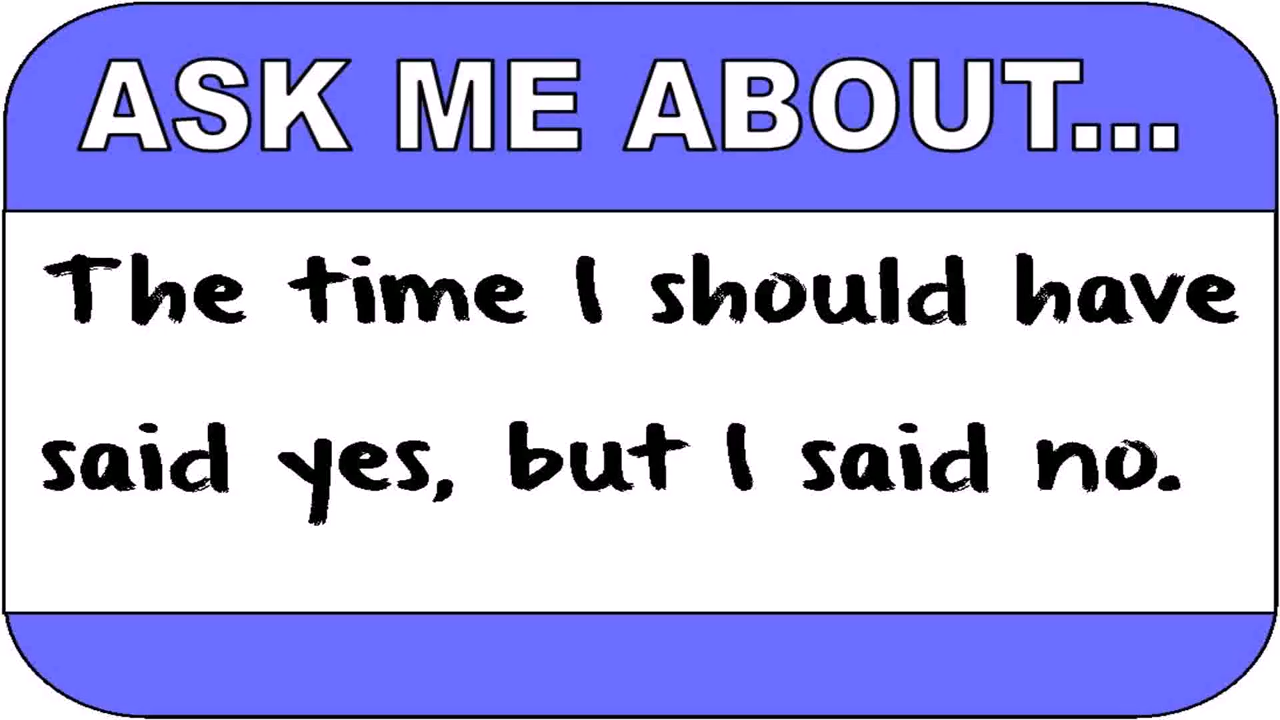 ASK ME ABOUT...
The time I should have
said yes, but I said no.